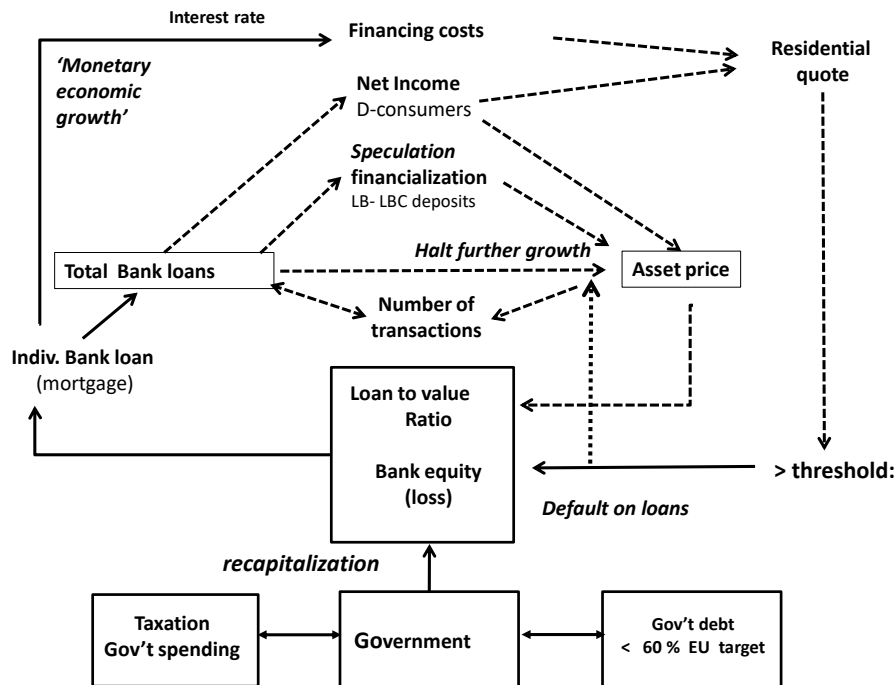 Interest rate
Financing costs
Residential
quote
‘Monetary
economic
growth’
Net Income
D-consumers
Speculation
financialization
LB- LBC deposits
Halt further growth
Total Bank loans
Asset price
Number of
transactions
Indiv. Bank loan
(mortgage)
Loan to value
Ratio
Bank equity
(loss)
> threshold:
Default on loans
recapitalization
Taxation
Gov’t spending
Government
Gov’t debt
< 60 % EU target